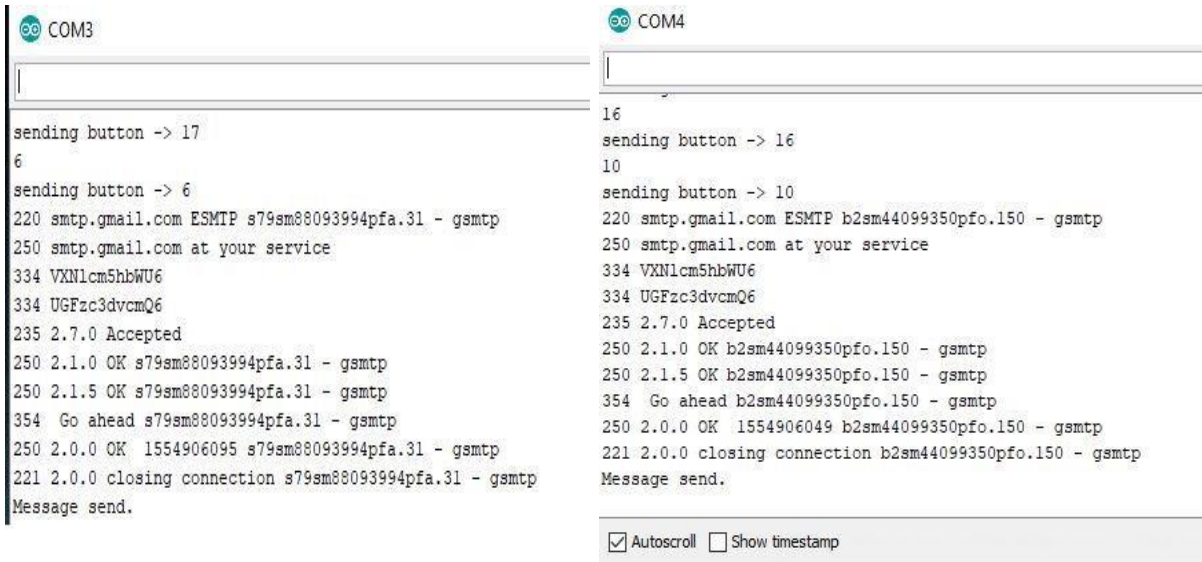 COM3
sending button -> 17
6
sending button -> 6
220 smtp.gmail.com ESMTP s79sm88093994pfa.31 - gsmtp
250 smtp.gmail.com at your service
334 VXNlcm5hbWU6
334 UGFzc3dvcmQ6
235 2.7.0 Accepted
250 2.1.0 OK s79sm88093994pfa.31 - gsmtp
250 2.1.5 OK s79sm88093994pfa.31 - gsmtp
354  Go ahead s79sm88093994pfa.31 - gsmtp
250 2.0.0 OK  1554906095 s79sm88093994pfa.31 - gsmtp
221 2.0.0 closing connection s79sm88093994pfa.31 - gsmtp
Message send.
COM4
16
sending button -> 16
10
sending button -> 10
220 smtp.gmail.com ESMTP b2sm44099350pfo.150 - gsmtp
250 smtp.gmail.com at your service
334 VXNlcm5hbWU6
334 UGFzc3dvcmQ6
235 2.7.0 Accepted
250 2.1.0 OK b2sm44099350pfo.150 - gsmtp
250 2.1.5 OK b2sm44099350pfo.150 - gsmtp
354  Go ahead b2sm44099350pfo.150 - gsmtp
250 2.0.0 OK  1554906049 b2sm44099350pfo.150 - gsmtp
221 2.0.0 closing connection b2sm44099350pfo.150 - gsmtp
Message send.
Autoscroll Show timestamp